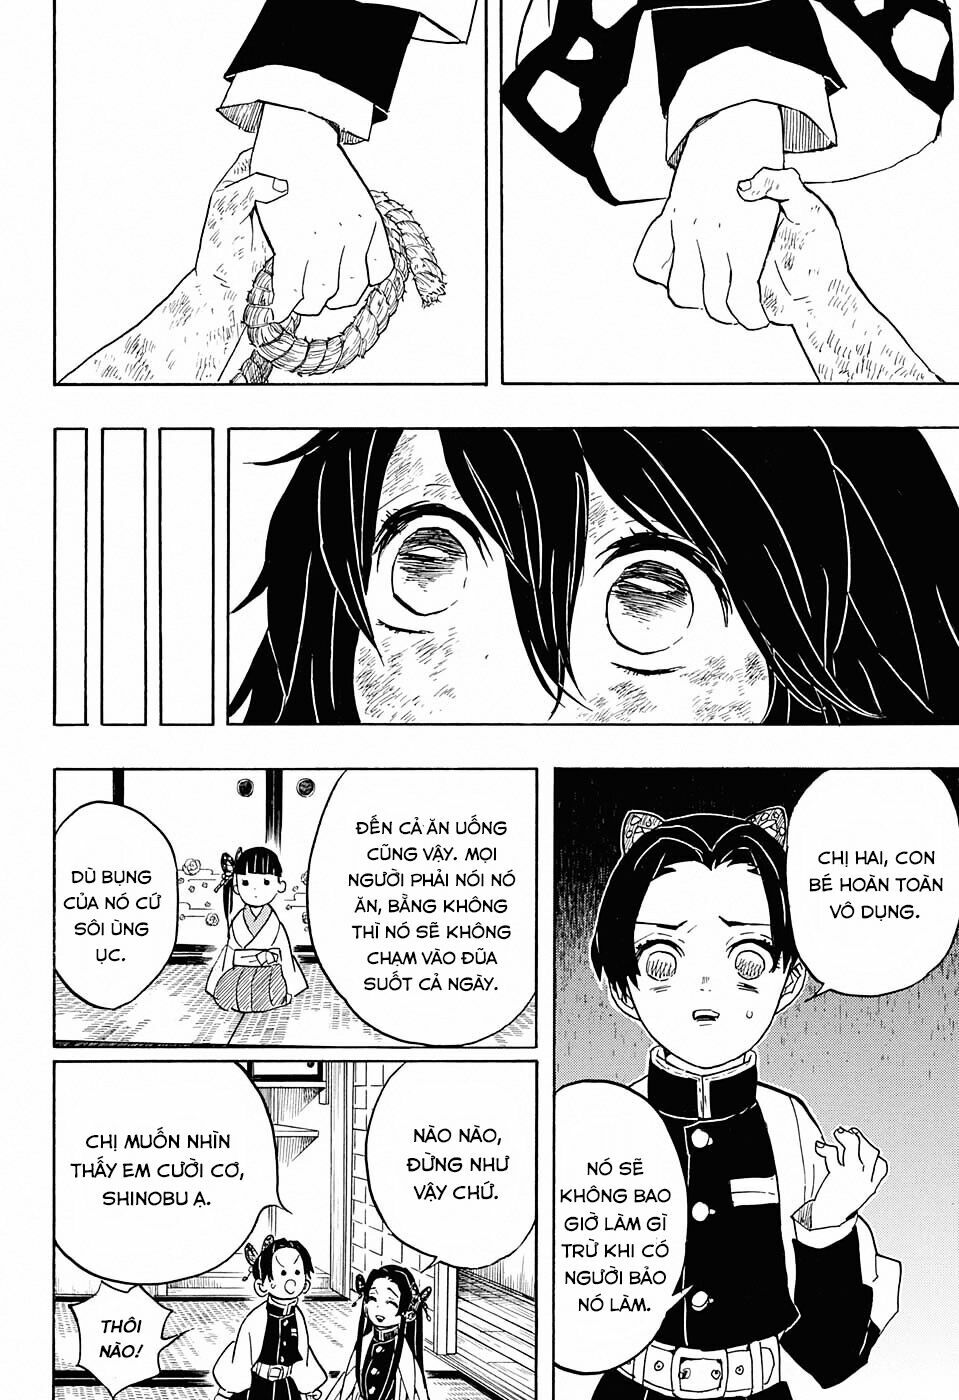 CHỊ HAI, CON
BÉ HOÀN TOÀN
VÔ DỤNG.
NÓ SẼ
KHÔNG BAO
GIỜ LÀM GÌ
TRỪ KHI CÓ
NGƯỜI BẢO
NÓ LÀM.
ĐẾN CẢ ĂN UỐNG
CŨNG VẬY. MỌI
NGƯỜI PHẢI NÓI NÓ
ĂN, BẰNG KHÔNG
THÌ NÓ SẼ KHÔNG
CHẠM VÀO ĐŨA
SUỐT CẢ NGÀY.
DÙ BỤNG
CỦA NÓ CỨ
SÔI ÙNG
ỤC.
NÀO NÀO,
ĐỪNG NHƯ
VẬY CHỨ.
CHỊ MUỐN NHÌN
THẤY EM CƯỜI CƠ,
SHINOBU Ạ.
THÔI
NÀO!